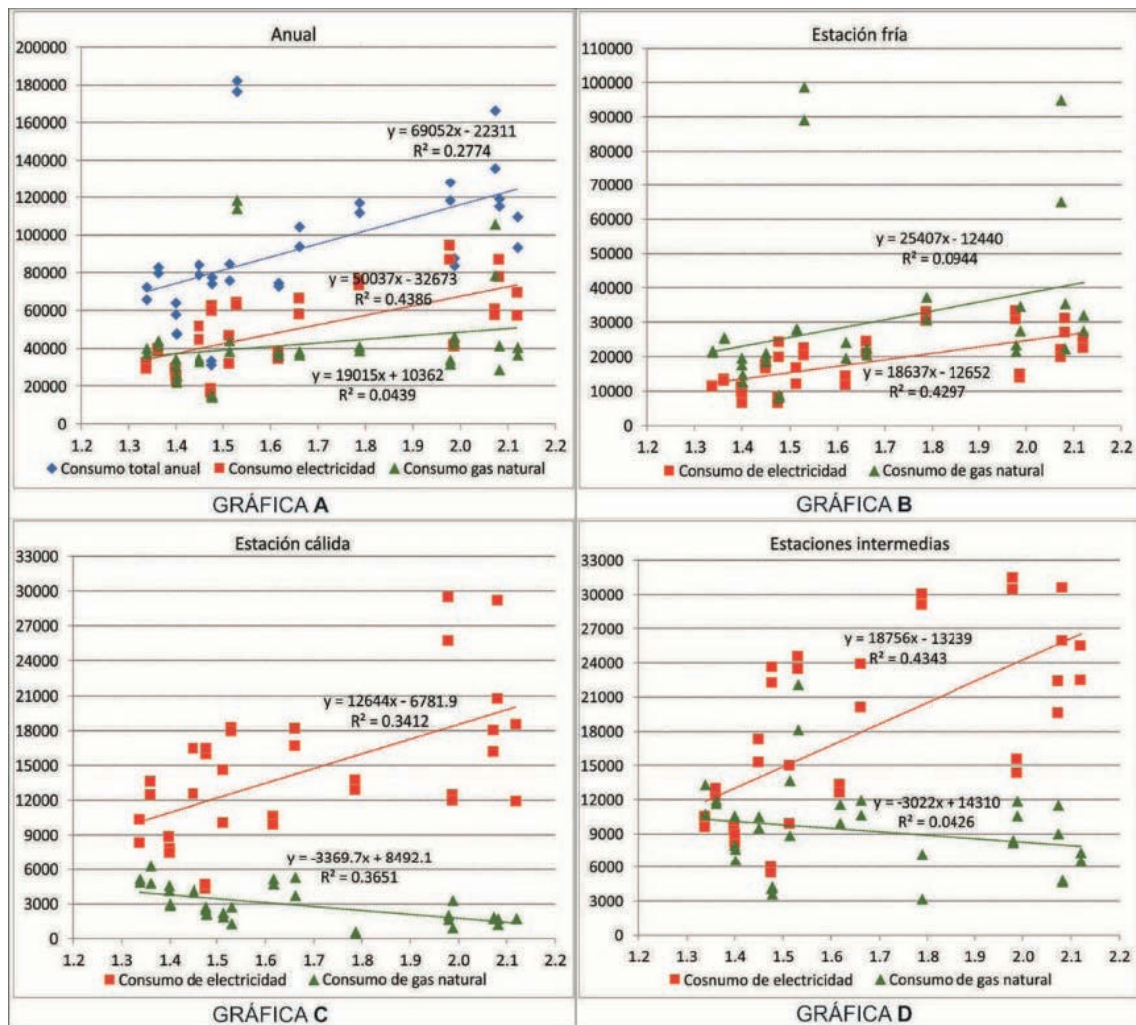 Anual
200000
180000
160000
140000
120000
100000
80000
60000
40000
20000
0
y = 69052x - 22311
R² = 0.2774
y = 50037x - 32673
R² = 0.4386
y = 19015x + 10362
R² = 0.0439
1.2 1.3 1.4 1.5 1.6 1.7 1.8 1.9 2.0 2.1 2.2
Consumo total anual Consumo electricidad Consumo gas natural
GRÁFICA A
Estación fría
110000
100000
90000
80000
70000
60000
50000
40000
30000
20000
10000
0
y = 25407x - 12440
R² = 0.0944
y = 18637x - 12652
R² = 0.4297
1.2 1.3 1.4 1.5 1.6 1.7 1.8 1.9 2.0 2.1 2.2
Consumo de electricidad Cosnumo de gas natural
GRÁFICA B
Estación cálida
33000
30000
27000
24000
21000
18000
15000
12000
9000
6000
3000
0
y = 12644x - 6781.9
R² = 0.3412
y = -3369.7x + 8492.1
R² = 0.3651
1.2 1.3 1.4 1.5 1.6 1.7 1.8 1.9 2.0 2.1 2.2
Consumo de electricidad Consumo de gas natural
GRÁFICA C
Estaciones intermedias
33000
30000
27000
24000
21000
18000
15000
12000
9000
6000
3000
0
y = 18756x - 13239
R² = 0.4343
y = -3022x + 14310
R² = 0.0426
1.2 1.3 1.4 1.5 1.6 1.7 1.8 1.9 2.0 2.1 2.2
Consumo de electricidad Consumo de gas natural
GRÁFICA D